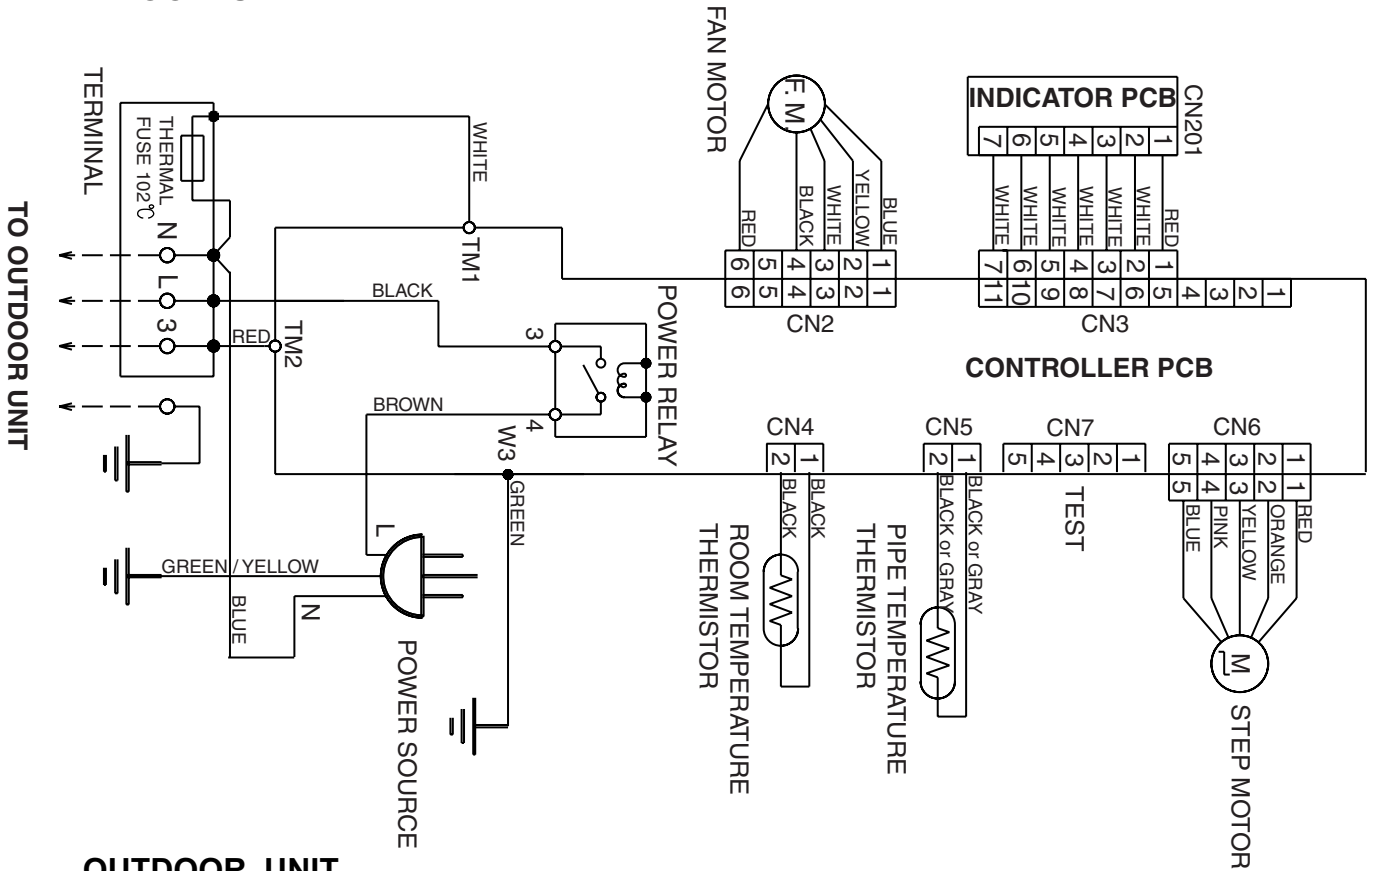 FAN MOTOR
F. M.
RED
BLACK
WHITE
YELLOW
BLUE
6 5 4 3 2 1
6 5 4 3 2 1
CN2
INDICATOR PCB
CN201
7 6 5 4 3 2 1
WHITE
WHITE
WHITE
WHITE
WHITE
WHITE
RED
7 6 5 4 3 2 1
11 10 9 8 7 6 5 4 3 2 1
CN3
CONTROLLER PCB
TERMINAL
THERMAL
FUSE 102℃
N
L
3
TO OUTDOOR UNIT
WHITE
TM1
BLACK
RED
TM2
POWER RELAY
3
4
BROWN
W3
GREEN
L
GREEN/YELLOW
BLUE
N
POWER SOURCE
CN4
2 1
BLACK
BLACK
ROOM TEMPERATURE
THERMISTOR
CN5
2 1
BLACK or GRAY
BLACK or GRAY
PIPE TEMPERATURE
THERMISTOR
CN7
5 4 3 2 1
TEST
CN6
5 4 3 2 1
5 4 3 2 1
BLUE
PINK
YELLOW
ORANGE
RED
M
STEP MOTOR
OUTDOOR UNIT